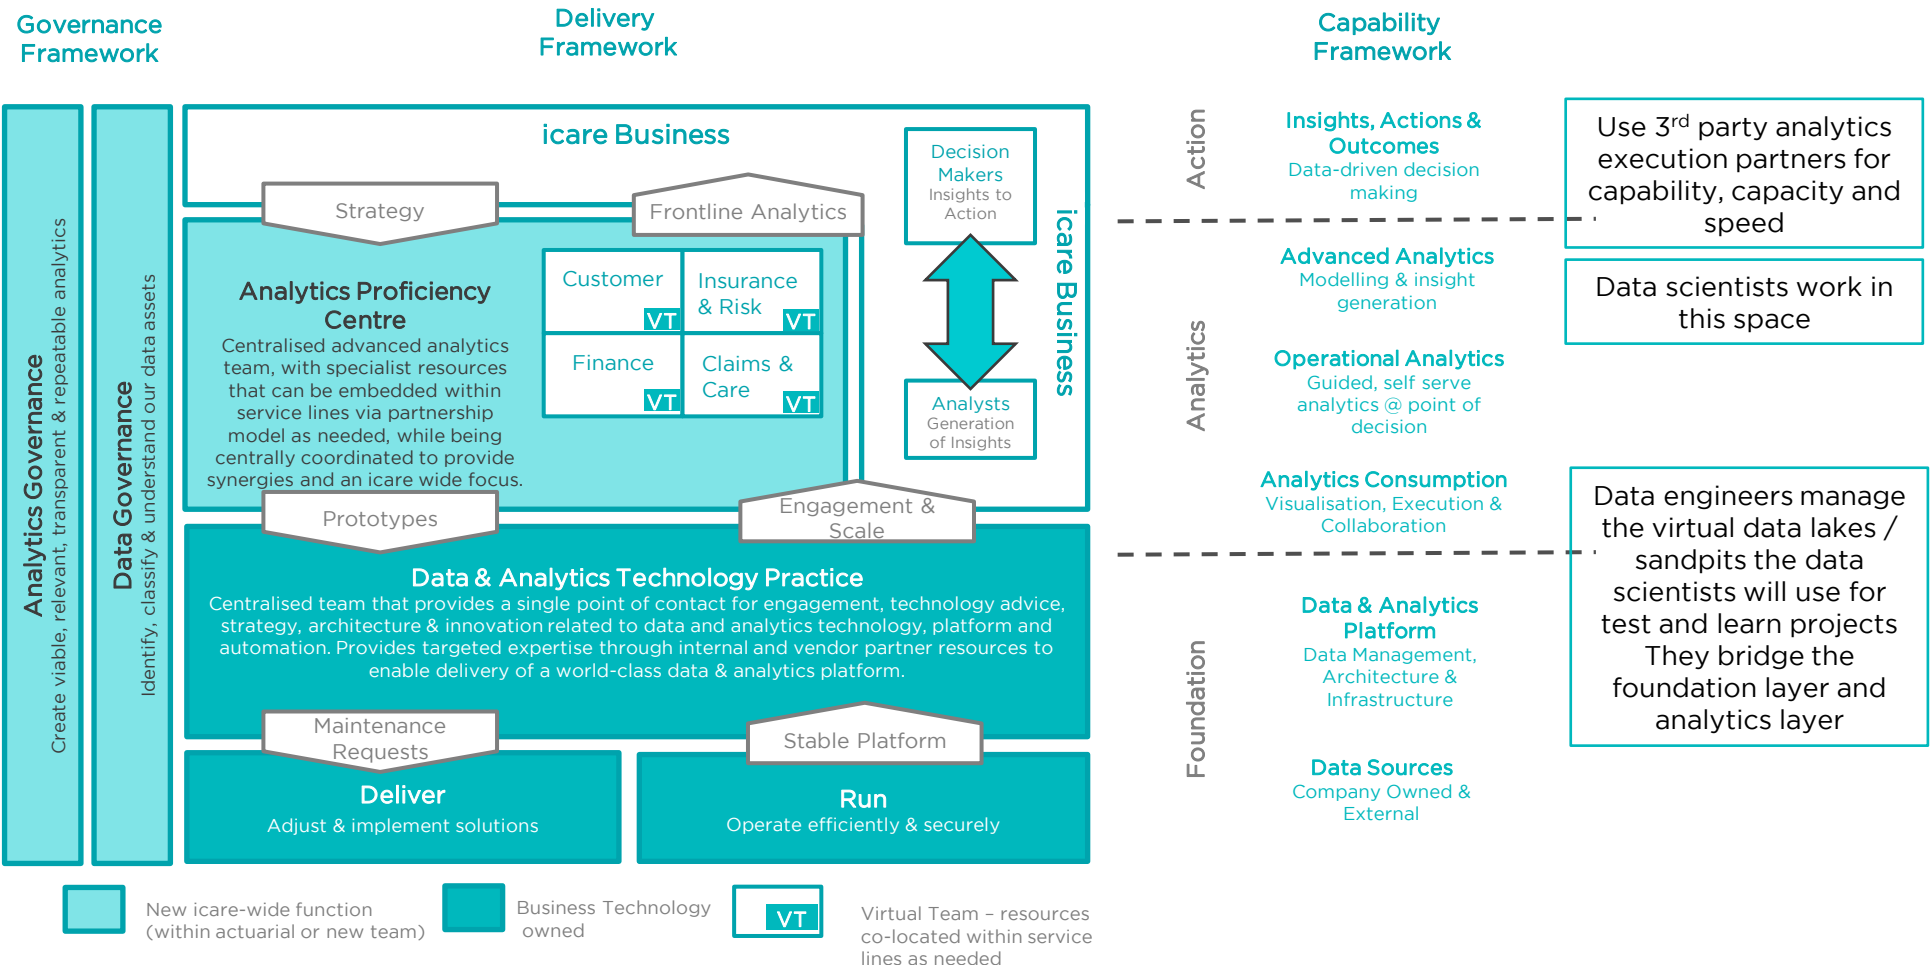 Governance
Framework
Delivery
Framework
Capability
Framework
Analytics Governance
Create viable, relevant, transparent & repeatable analytics
Data Governance
Identify, classify & understand our data assets
icare Business
Strategy
Frontline Analytics
Decision
Makers
Insights to
Action
icare Business
Analysts
Generation
of Insights
Analytics Proficiency
Centre
Centralised advanced analytics
team, with specialist resources
that can be embedded within
service lines via partnership
model as needed, while being
centrally coordinated to provide
synergies and an icare wide focus.
Customer
VT
Insurance
& Risk
VT
Finance
VT
Claims &
Care
VT
Prototypes
Engagement &
Scale
Data & Analytics Technology Practice
Centralised team that provides a single point of contact for engagement, technology advice,
strategy, architecture & innovation related to data and analytics technology, platform and
automation. Provides targeted expertise through internal and vendor partner resources to
enable delivery of a world-class data & analytics platform.
Maintenance
Requests
Stable Platform
Deliver
Adjust & implement solutions
Run
Operate efficiently & securely
Action
Insights, Actions &
Outcomes
Data-driven decision
making
Use 3rd party analytics
execution partners for
capability, capacity and
speed
Analytics
Advanced Analytics
Modelling & insight
generation
Data scientists work in
this space
Operational Analytics
Guided, self serve
analytics @ point of
decision
Analytics Consumption
Visualisation, Execution &
Collaboration
Data engineers manage
the virtual data lakes /
sandpits the data
scientists will use for
test and learn projects
They bridge the
foundation layer and
analytics layer
Foundation
Data & Analytics
Platform
Data Management,
Architecture &
Infrastructure
Data Sources
Company Owned &
External
New icare-wide function
(within actuarial or new team)
Business Technology
owned
VT
Virtual Team – resources
co-located within service
lines as needed